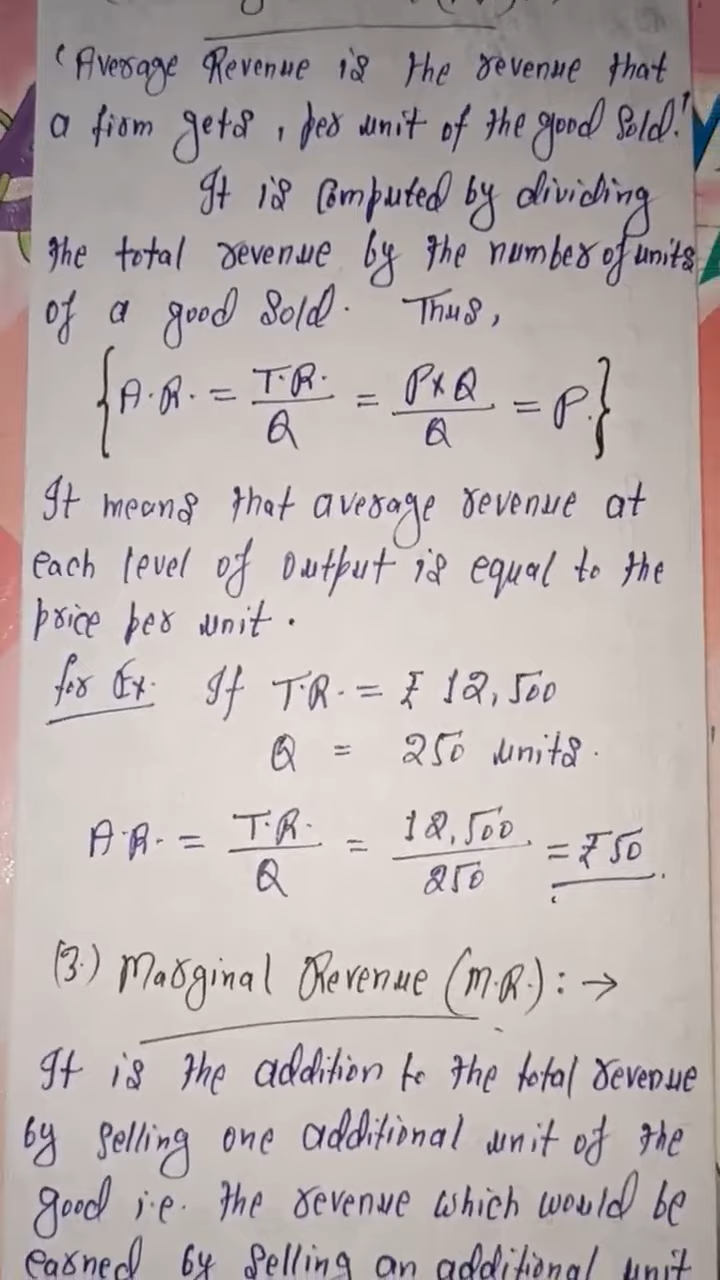 'Average Revenue is the revenue that
a firm gets, per unit of the good sold.'
It is computed by dividing
the total revenue by the number of units
of a good sold. Thus,
{A.R. = T.R./Q = P×Q/Q = P.}
It means that average revenue at
each level of output is equal to the
price per unit.
for Ex. If T.R. = ₹ 12,500
Q = 250 units.
A.R. = T.R./Q = 12,500/250 = ₹50.
(3.) Marginal Revenue (M.R.) : →
It is the addition to the total revenue
by selling one additional unit of the
good i.e. the revenue which would be
earned by selling an additional unit